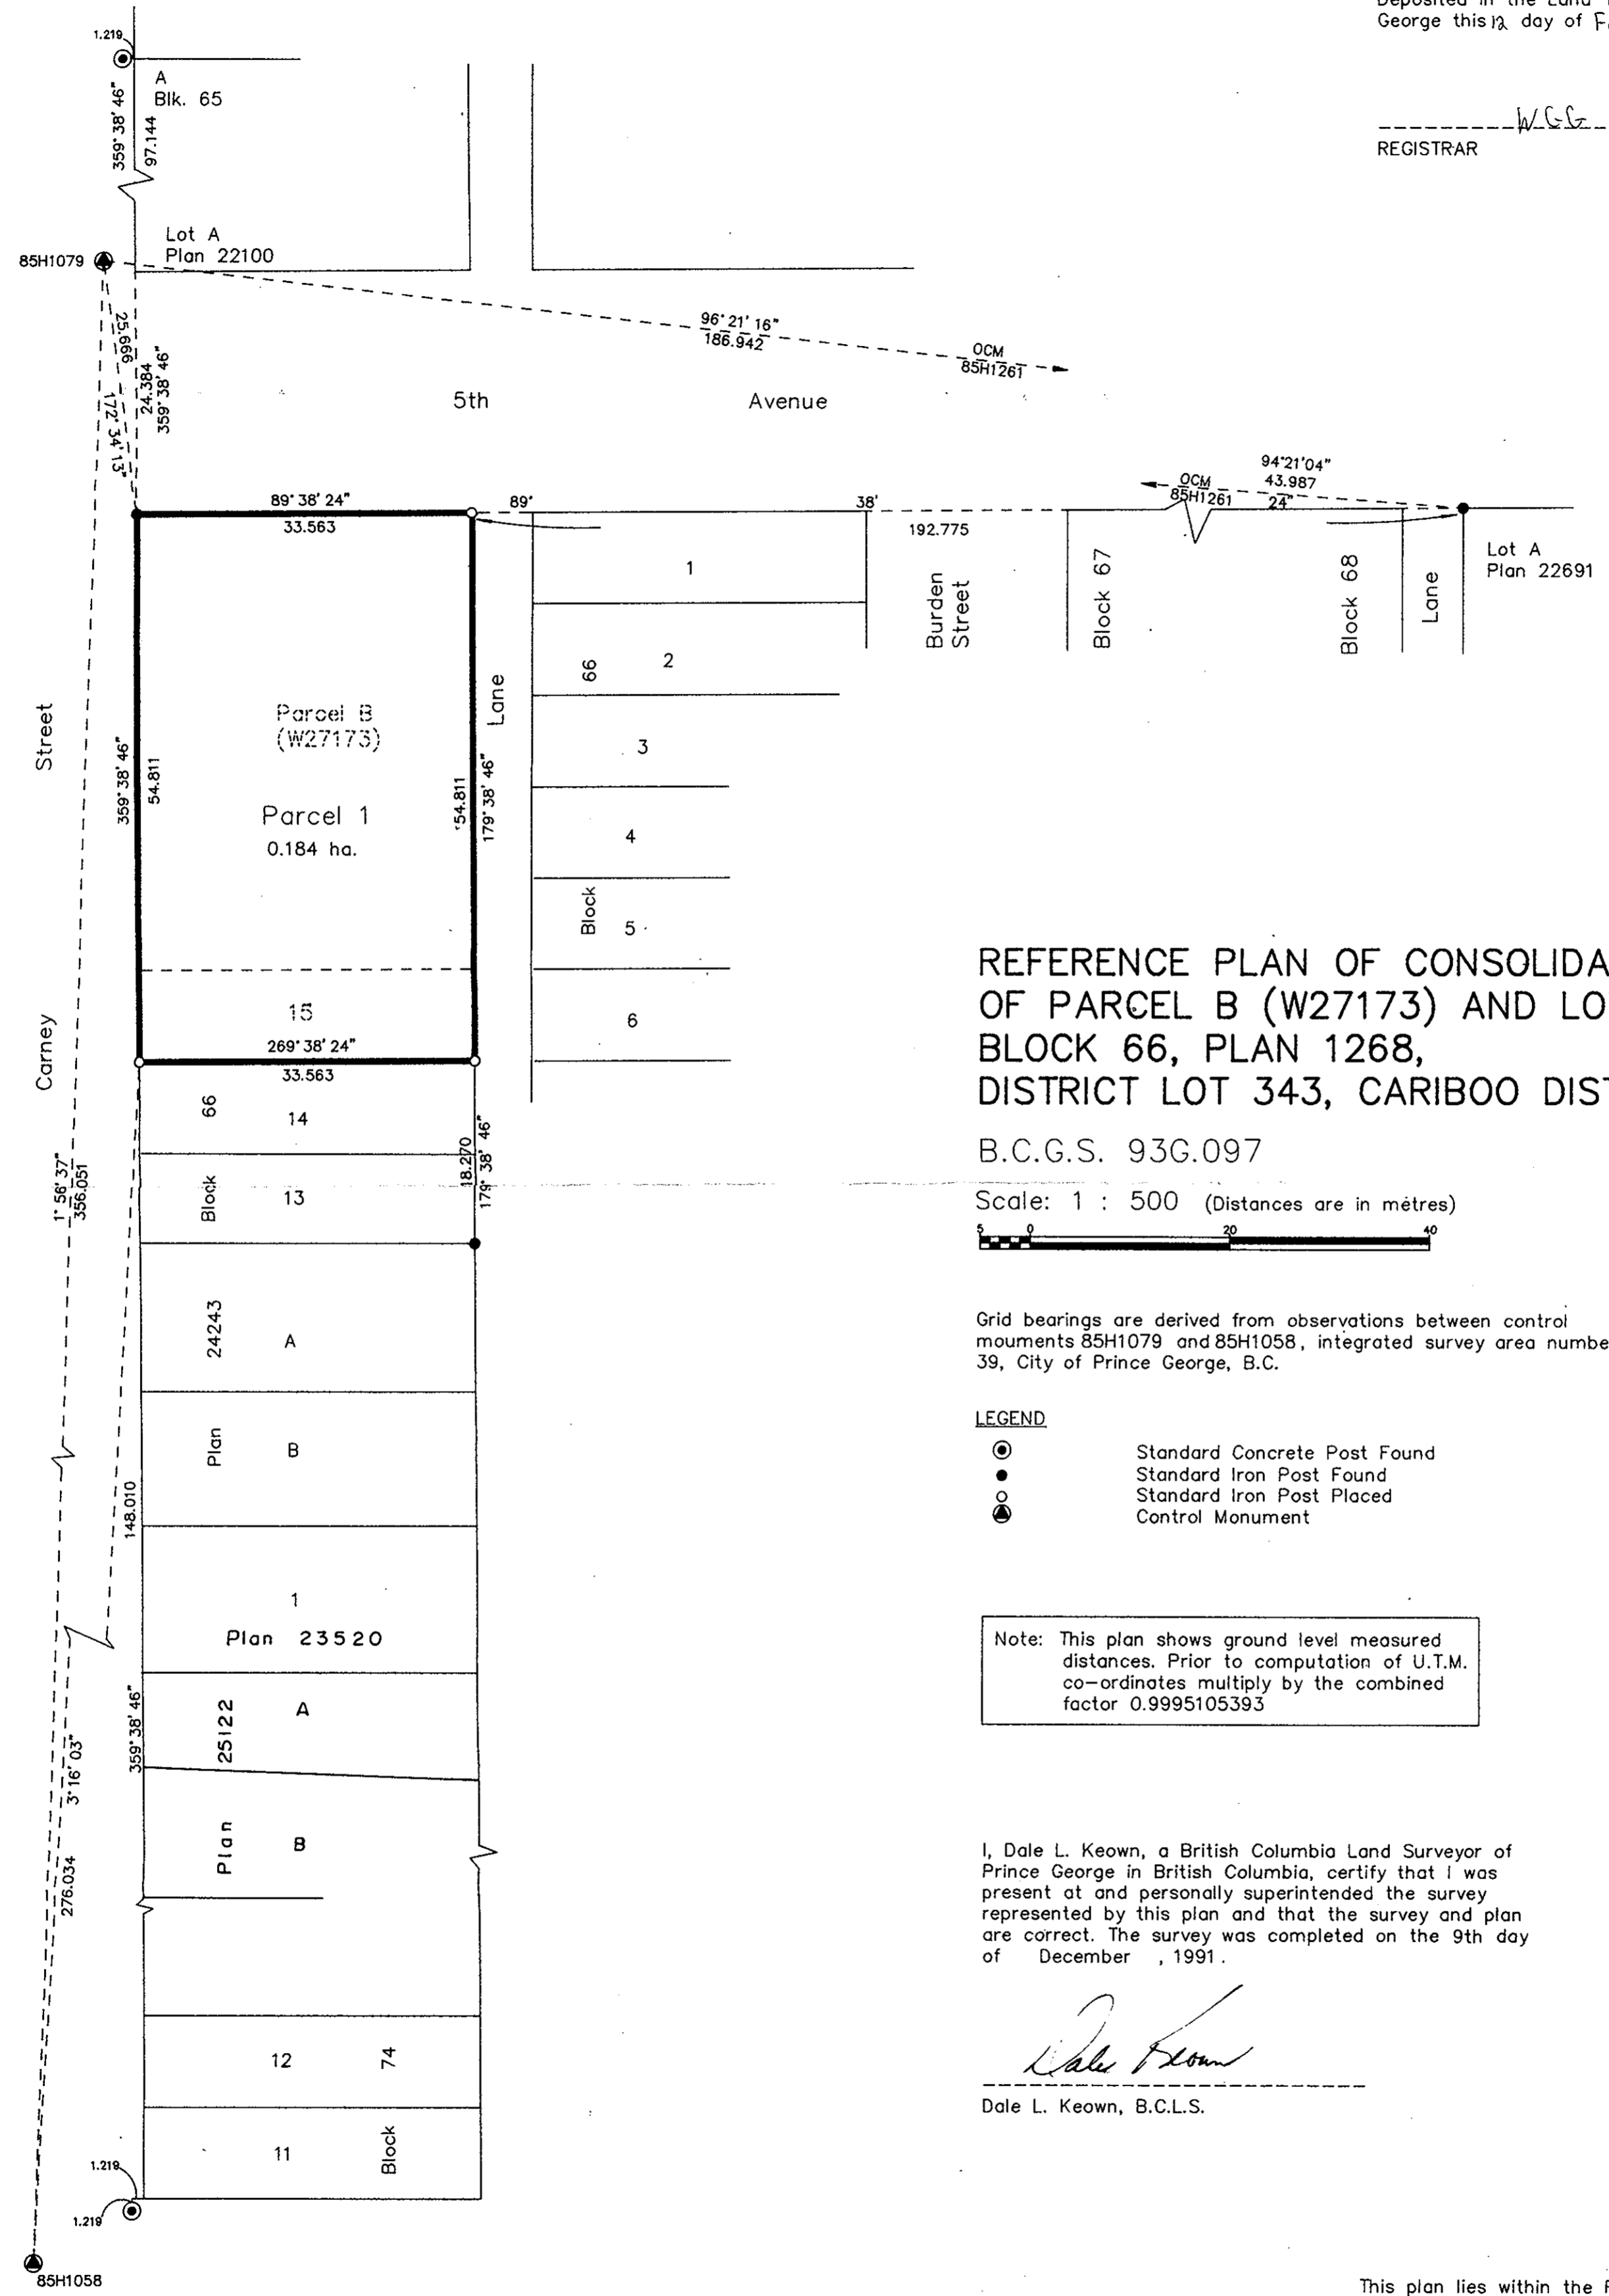 Deposited in the Land
George this 12 day of
WGG
REGISTRAR
1.219
A
Blk. 65
359° 38' 46"
97.144
Lot A
Plan 22100
85H1079
96° 21' 16"
186.942
OCM
85H1261
25.666
172° 34' 13"
24.384
359° 38' 46"
5th Avenue
94°21'04"
43.987
OCM
85H1261
89° 38' 24"
33.563
89' 38' 24"
192.775
Lot A
Plan 22691
1
Burden
Street
Block 67
Block 68
Lane
2
66
Lane
Street
Parcel B
(W27173)
3
359° 38' 46"
54.811
54.811
179° 38' 46"
Parcel 1
0.184 ha.
4
Block
5
15
6
269° 38' 24"
33.563
Carney
REFERENCE PLAN OF CONSOLIDA
OF PARCEL B (W27173) AND LO
BLOCK 66, PLAN 1268,
DISTRICT LOT 343, CARIBOO DIS
B.C.G.S. 93G.097
Scale: 1 : 500 (Distances are in metres)
5 0 20 40
66
14
18.270
179° 38' 46"
Block
13
1° 56' 37"
356.051
24243
A
Plan
B
148.010
Grid bearings are derived from observations between control
mouments 85H1079 and 85H1058, integrated survey area numbe
39, City of Prince George, B.C.
LEGEND
Standard Concrete Post Found
Standard Iron Post Found
Standard Iron Post Placed
Control Monument
1
Plan 23520
Note: This plan shows ground level measured
distances. Prior to computation of U.T.M.
co-ordinates multiply by the combined
factor 0.9995105393
359° 38' 46"
25122
A
3° 16' 03"
276.034
Plan
B
I, Dale L. Keown, a British Columbia Land Surveyor of
Prince George in British Columbia, certify that I was
present at and personally superintended the survey
represented by this plan and that the survey and plan
are correct. The survey was completed on the 9th day
of December , 1991.
Dale Keown
Dale L. Keown, B.C.L.S.
12
74
11
Block
1.219
1.219
85H1058
This plan lies within the